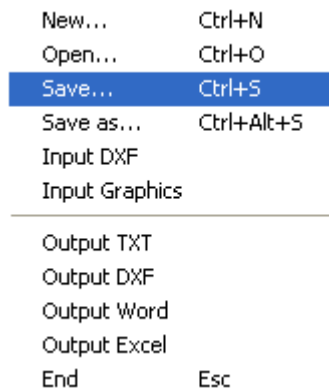 New... Ctrl+N
Open... Ctrl+O
Save... Ctrl+S
Save as... Ctrl+Alt+S
Input DXF
Input Graphics
Output TXT
Output DXF
Output Word
Output Excel
End Esc